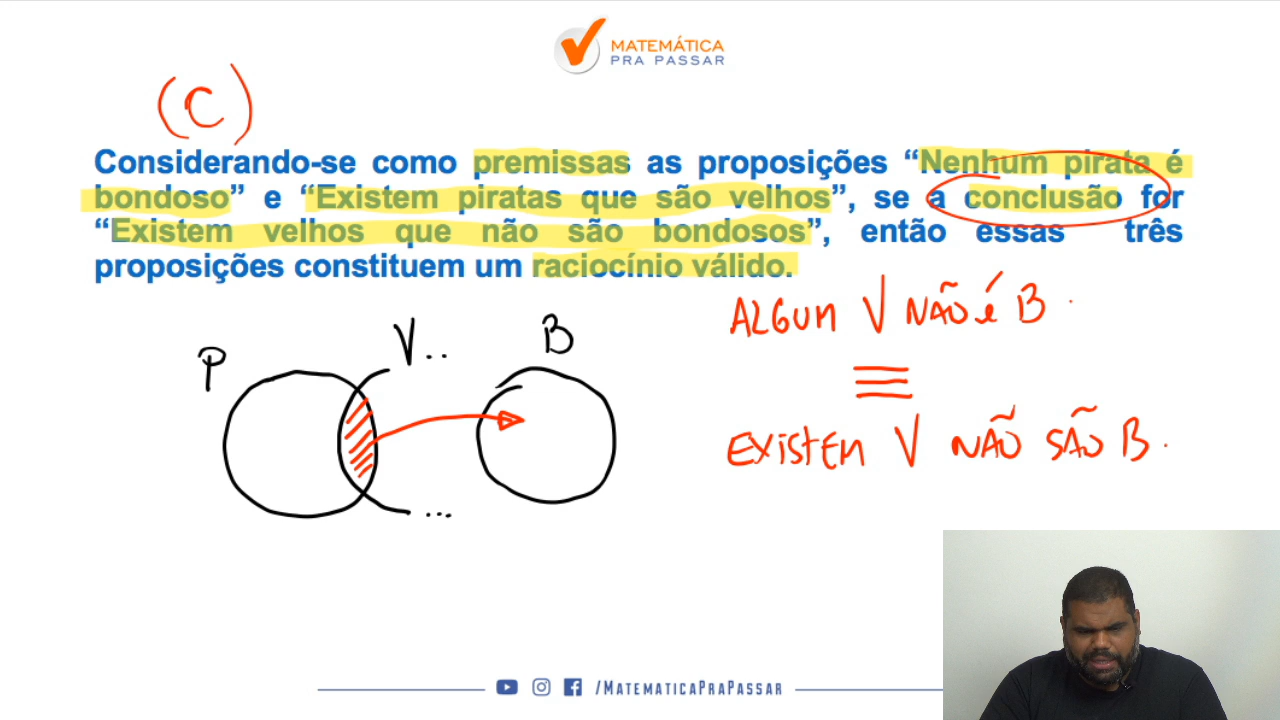 MATEMÁTICA
PRA PASSAR
(C)
Considerando-se como premissas as proposições “Nenhum pirata é
bondoso” e “Existem piratas que são velhos”, se a conclusão for
“Existem velhos que não são bondosos”, então essas três
proposições constituem um raciocínio válido.
ALGUM V NÃO é B.
≡
EXISTEM V NÃO SÃO B.
P
V..
B
...
/MATEMATICAPRAPASSAR